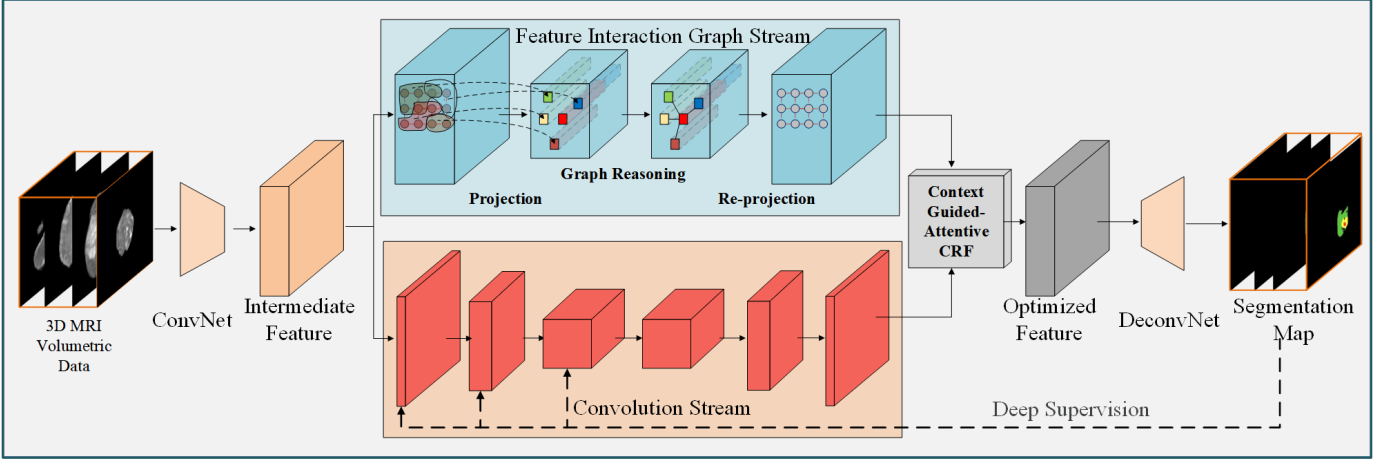 Feature Interaction Graph Stream
Graph Reasoning
Projection
Re-projection
3D MRI
Volumetric
Data
ConvNet
Intermediate
Feature
Convolution Stream
Context
Guided-
Attentive
CRF
Optimized
Feature
DeconvNet
Segmentation
Map
Deep Supervision